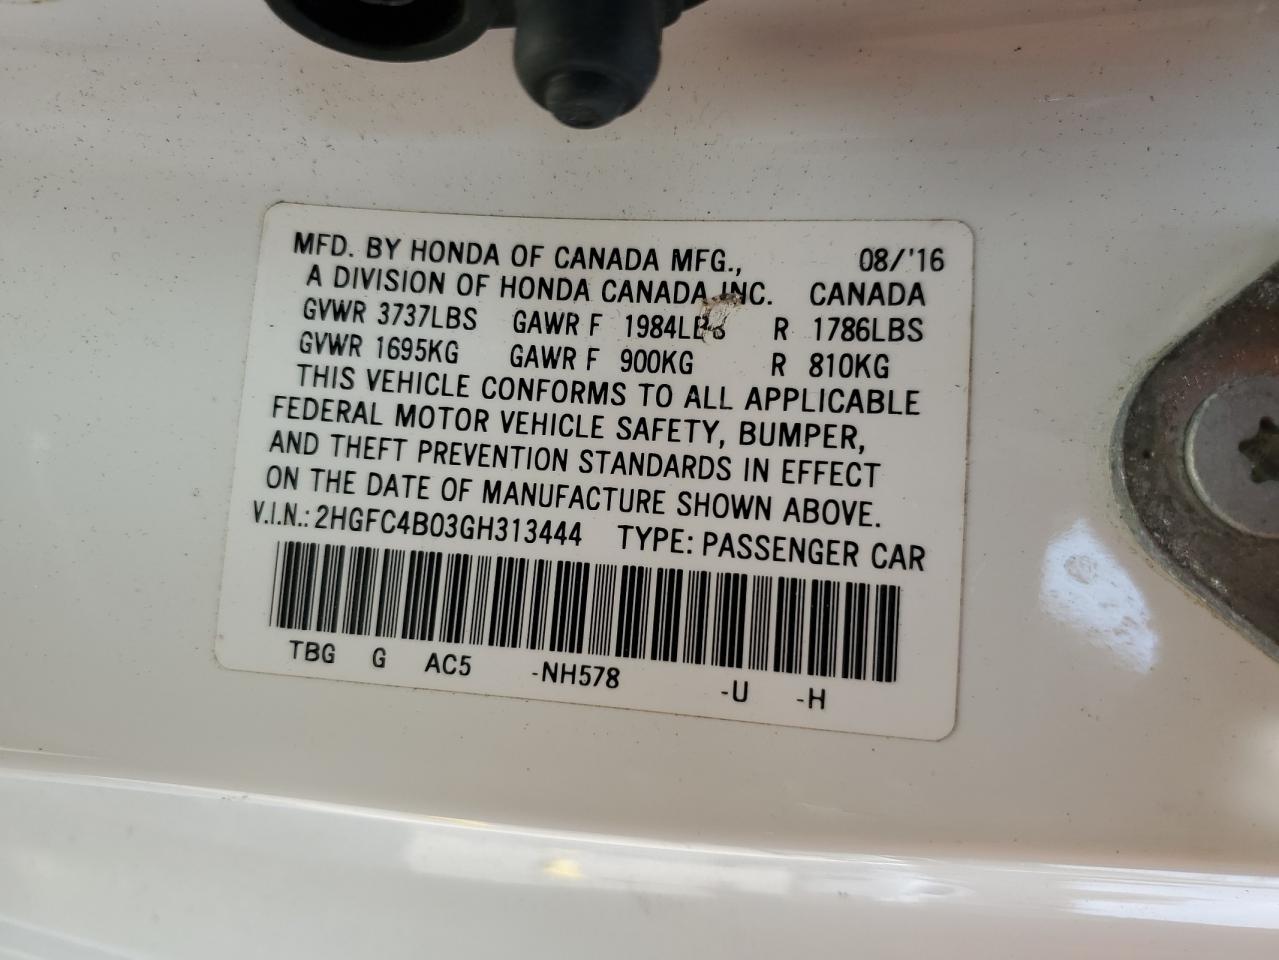 MFD. BY HONDA OF CANADA MFG., 08/'16
A DIVISION OF HONDA CANADA INC. CANADA
GVWR 3737LBS GAWR F 1984LBS R 1786LBS
GVWR 1695KG GAWR F 900KG R 810KG
THIS VEHICLE CONFORMS TO ALL APPLICABLE
FEDERAL MOTOR VEHICLE SAFETY, BUMPER,
AND THEFT PREVENTION STANDARDS IN EFFECT
ON THE DATE OF MANUFACTURE SHOWN ABOVE.
V.I.N.: 2HGFC4B03GH313444 TYPE: PASSENGER CAR
TBG G AC5 -NH578 -U -H